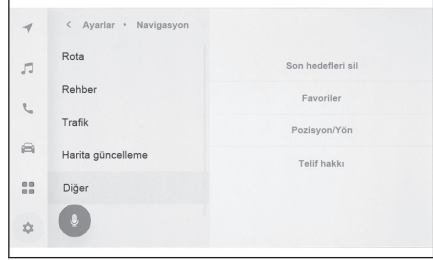 < Ayarlar • Navigasyon
Rota
Rehber
Trafik
Harita güncelleme
Diğer
Son hedefleri sil
Favoriler
Pozisyon/Yön
Telif hakkı